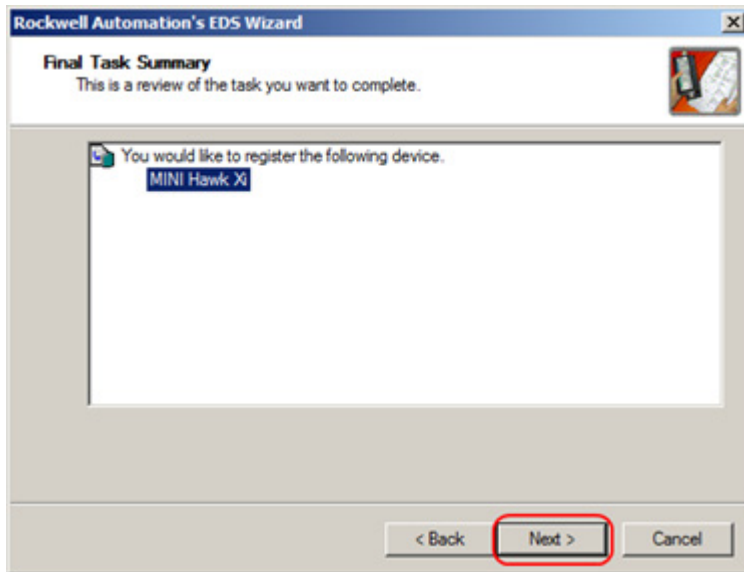 Rockwell Automation's EDS Wizard
Final Task Summary
This is a review of the task you want to complete.
You would like to register the following device.
MINI Hawk Xi
< Back Next > Cancel